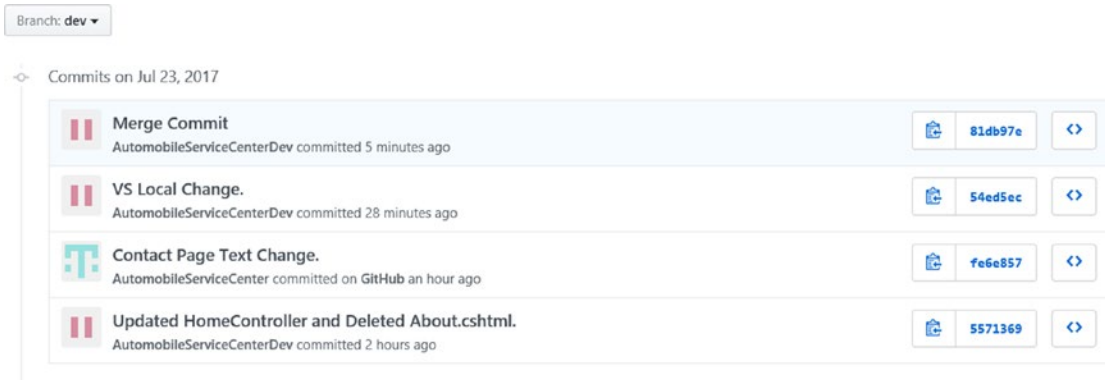 Branch: dev
Commits on Jul 23, 2017
Merge Commit
AutomobileServiceCenterDev committed 5 minutes ago
81db97e
VS Local Change.
AutomobileServiceCenterDev committed 28 minutes ago
54ed5ec
Contact Page Text Change.
AutomobileServiceCenter committed on GitHub an hour ago
fe6e857
Updated HomeController and Deleted About.cshtml.
AutomobileServiceCenterDev committed 2 hours ago
5571369